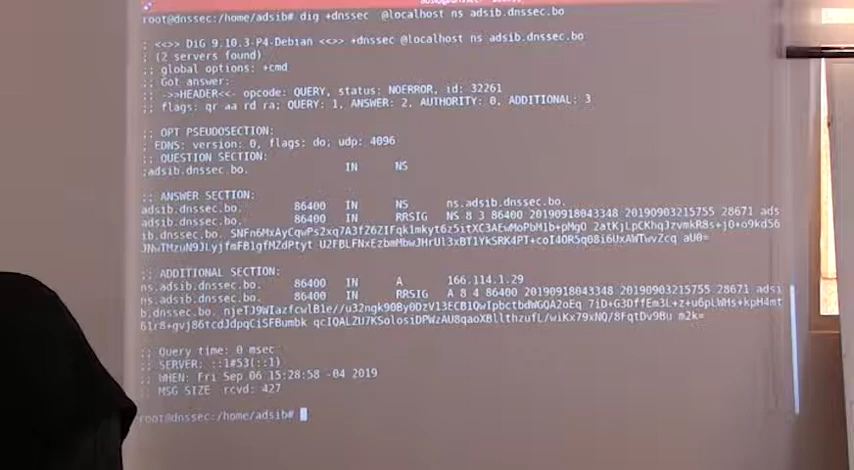 root@dnssec:/home/adsib# dig +dnssec @localhost ns adsib.dnssec.bo
; <<>> DiG 9.10.3-P4-Debian <<>> +dnssec @localhost ns adsib.dnssec.bo
; (2 servers found)
;; global options: +cmd
;; Got answer:
;; ->>HEADER<<- opcode: QUERY, status: NOERROR, id: 32261
;; flags: qr aa rd ra; QUERY: 1, ANSWER: 2, AUTHORITY: 0, ADDITIONAL: 3
;; OPT PSEUDOSECTION:
; EDNS: version: 0, flags: do; udp: 4096
;; QUESTION SECTION:
;adsib.dnssec.bo. IN NS
;; ANSWER SECTION:
adsib.dnssec.bo. 86400 IN NS ns.adsib.dnssec.bo.
adsib.dnssec.bo. 86400 IN RRSIG NS 8 3 86400 20190918043348 20190903215755 28671 ads
ib.dnssec.bo.
;; ADDITIONAL SECTION:
ns.adsib.dnssec.bo. 86400 IN A 166.114.1.29
ns.adsib.dnssec.bo. 86400 IN RRSIG A 8 4 86400 20190918043348 20190903215755 28671 adsi
b.dnssec.bo.
;; Query time: 0 msec
;; SERVER: ::1#53(::1)
;; WHEN: Fri Sep 06 15:28:58 -04 2019
;; MSG SIZE rcvd: 427
root@dnssec:/home/adsib#